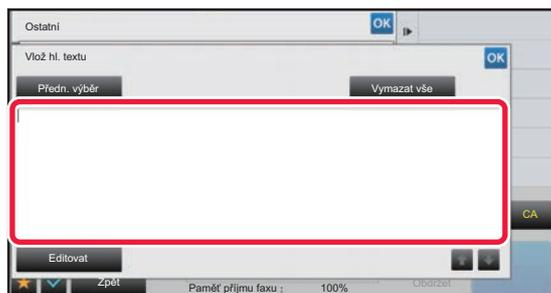 Ostatní OK
Vlož hl. textu OK
Předn. výběr Vymazat vše
CA
Editovat
Zpět Paměť příjmu faxu : 100% Obdržet